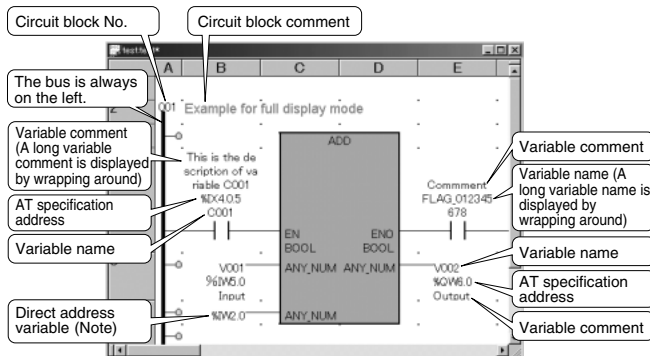 Circuit block No.
Circuit block comment
test:test*
A B C D E
The bus is always
on the left.
001 Example for full display mode
Variable comment
(A long variable
comment is displayed
by wrapping around)
This is the de
scription of va
riable C001
%IX4.0.5
C001
AT specification
address
Variable name
ADD
EN ENO
BOOL BOOL
ANY_NUM ANY_NUM
ANY_NUM
Commment
FLAG_012345
678
Variable comment
Variable name (A
long variable name is
displayed by
wrapping around)
V001
%IW5.0
Input
%IW2.0
Direct address
variable (Note)
V002
%QW6.0
Output
Variable name
AT specification
address
Variable comment